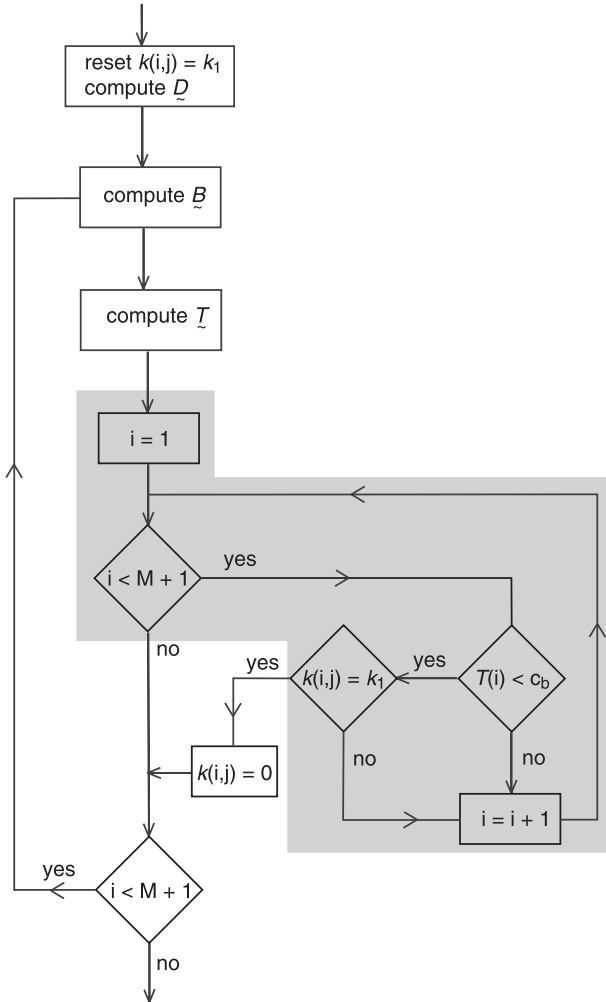 reset k(i,j) = k₁
compute D̰
compute B̰
compute T̰
i = 1
i < M + 1
yes
no
T(i) < c_b
yes
no
k(i,j) = k₁
yes
no
k(i,j) = 0
i = i + 1
i < M + 1
yes
no